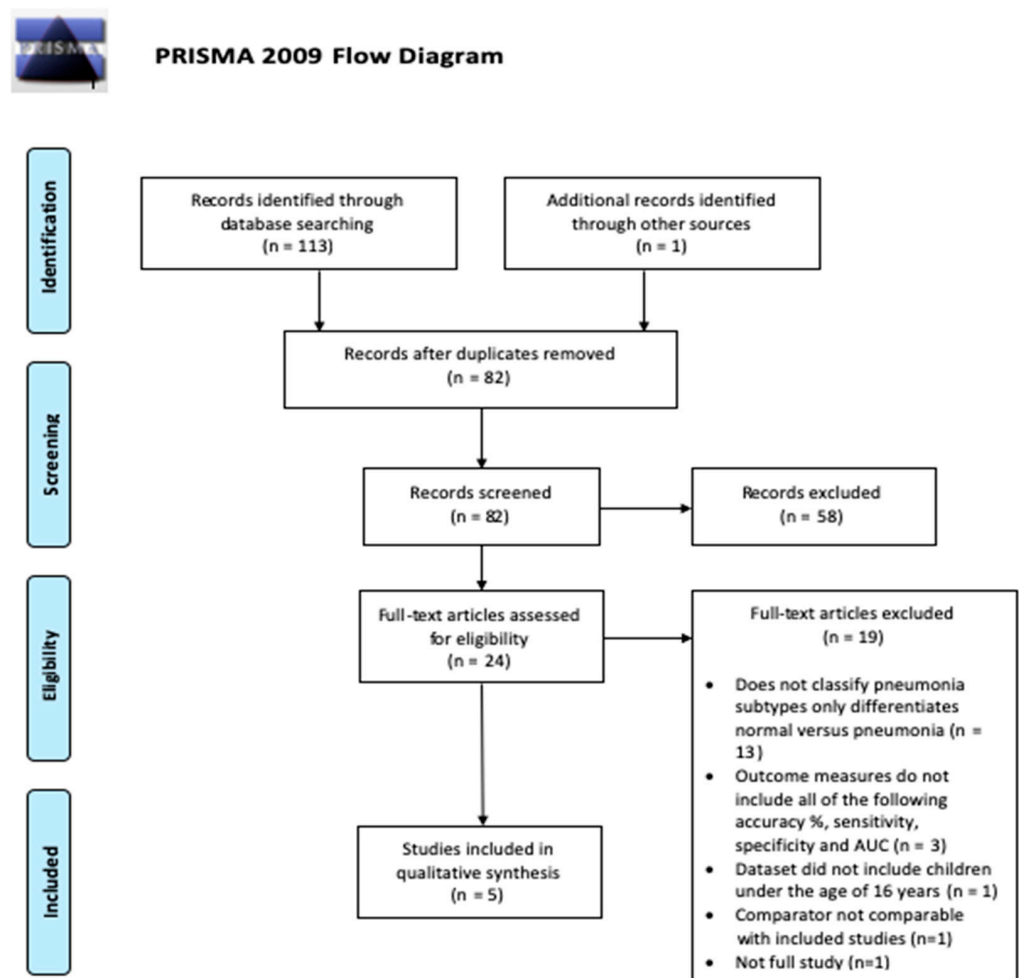 PRISMA
PRISMA 2009 Flow Diagram
Identification
Records identified through
database searching
(n = 113)
Additional records identified
through other sources
(n = 1)
Records after duplicates removed
(n = 82)
Screening
Records screened
(n = 82)
Records excluded
(n = 58)
Eligibility
Full-text articles assessed
for eligibility
(n = 24)
Full-text articles excluded
(n = 19)
• Does not classify pneumonia
subtypes only differentiates
normal versus pneumonia (n =
13)
• Outcome measures do not
include all of the following
accuracy %, sensitivity,
specificity and AUC (n = 3)
• Dataset did not include children
under the age of 16 years (n = 1)
• Comparator not comparable
with included studies (n=1)
• Not full study (n=1)
Included
Studies included in
qualitative synthesis
(n = 5)